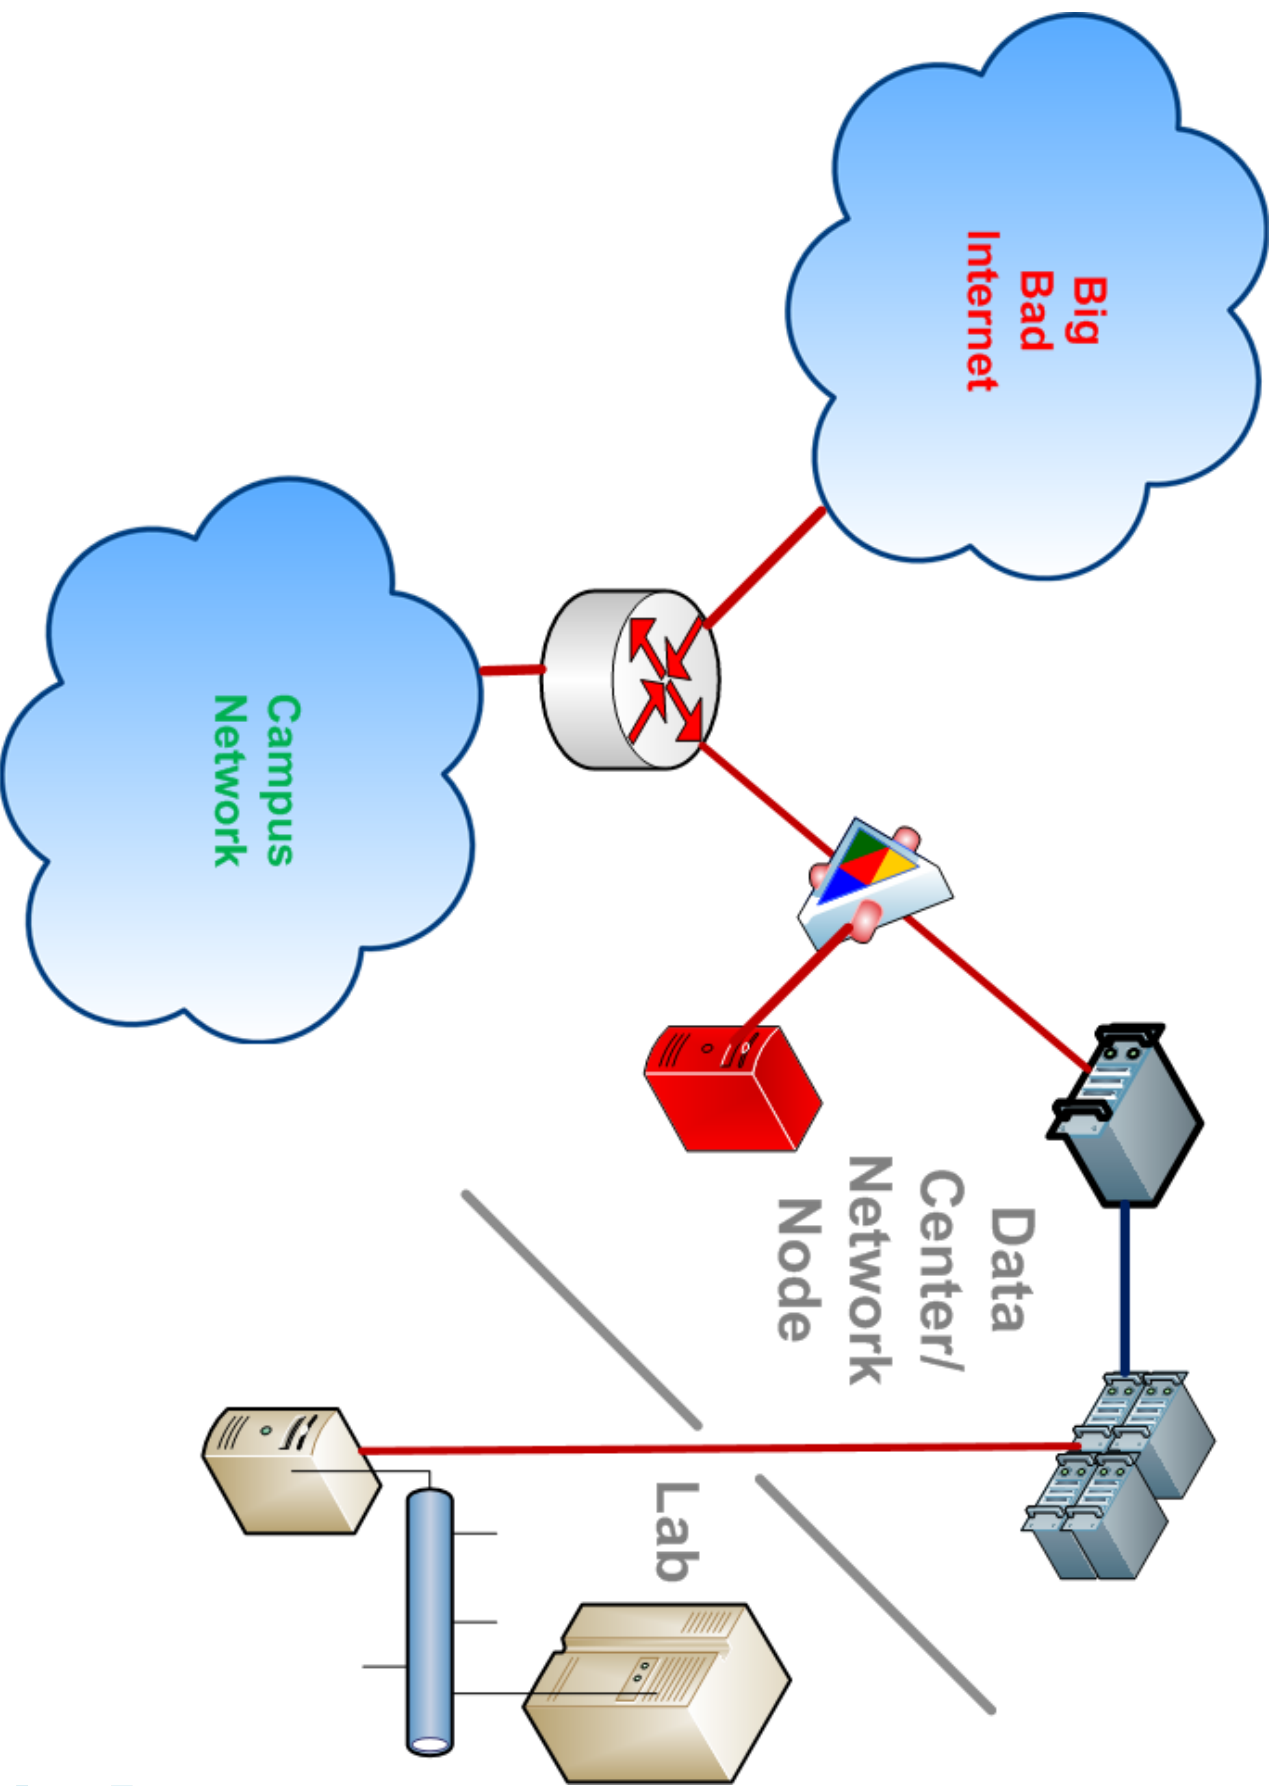 Big
Bad
Internet
Campus
Network
Data
Center/
Network
Node
Lab